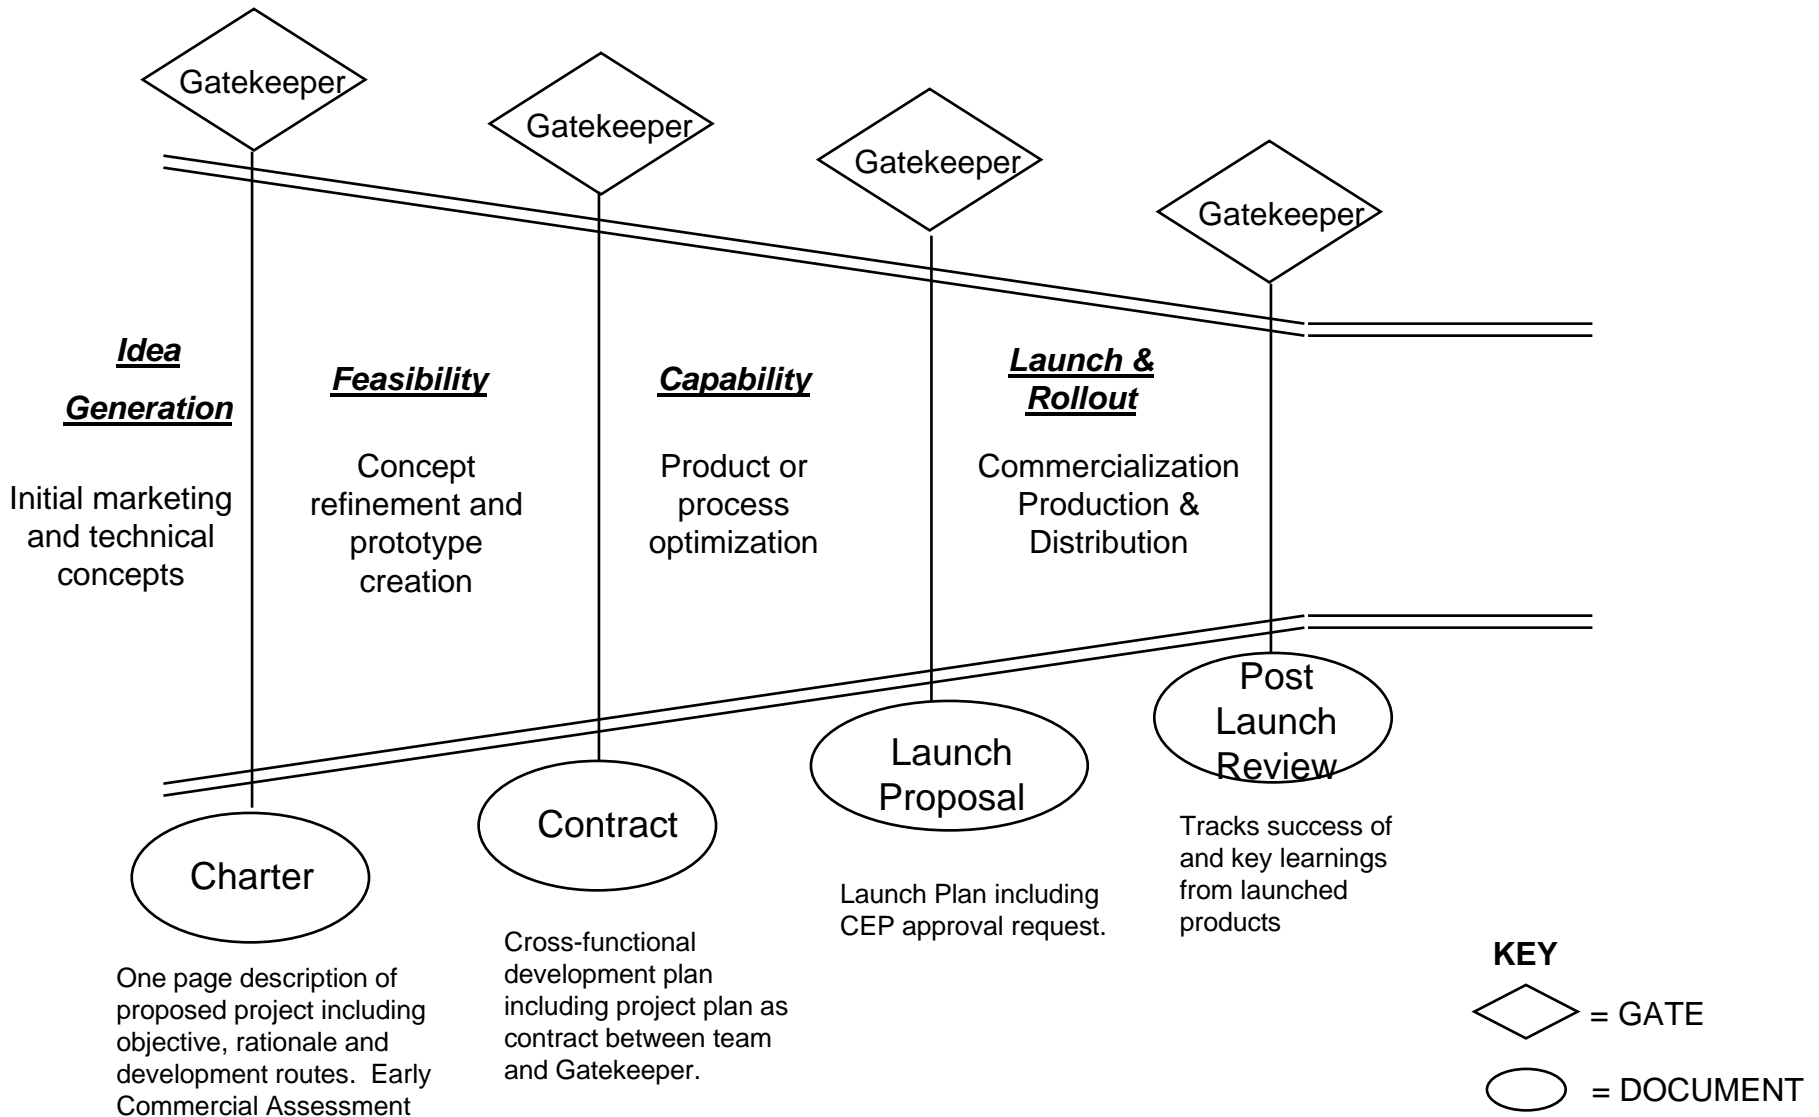 Gatekeeper
Gatekeeper
Gatekeeper
Gatekeeper
Idea
Generation
Initial marketing
and technical
concepts
Feasibility
Concept
refinement and
prototype
creation
Capability
Product or
process
optimization
Launch &
Rollout
Commercialization
Production &
Distribution
Charter
One page description of
proposed project including
objective, rationale and
development routes.  Early
Commercial Assessment
Contract
Cross-functional
development plan
including project plan as
contract between team
and Gatekeeper.
Launch
Proposal
Launch Plan including
CEP approval request.
Post
Launch
Review
Tracks success of
and key learnings
from launched
products
KEY
= GATE
= DOCUMENT